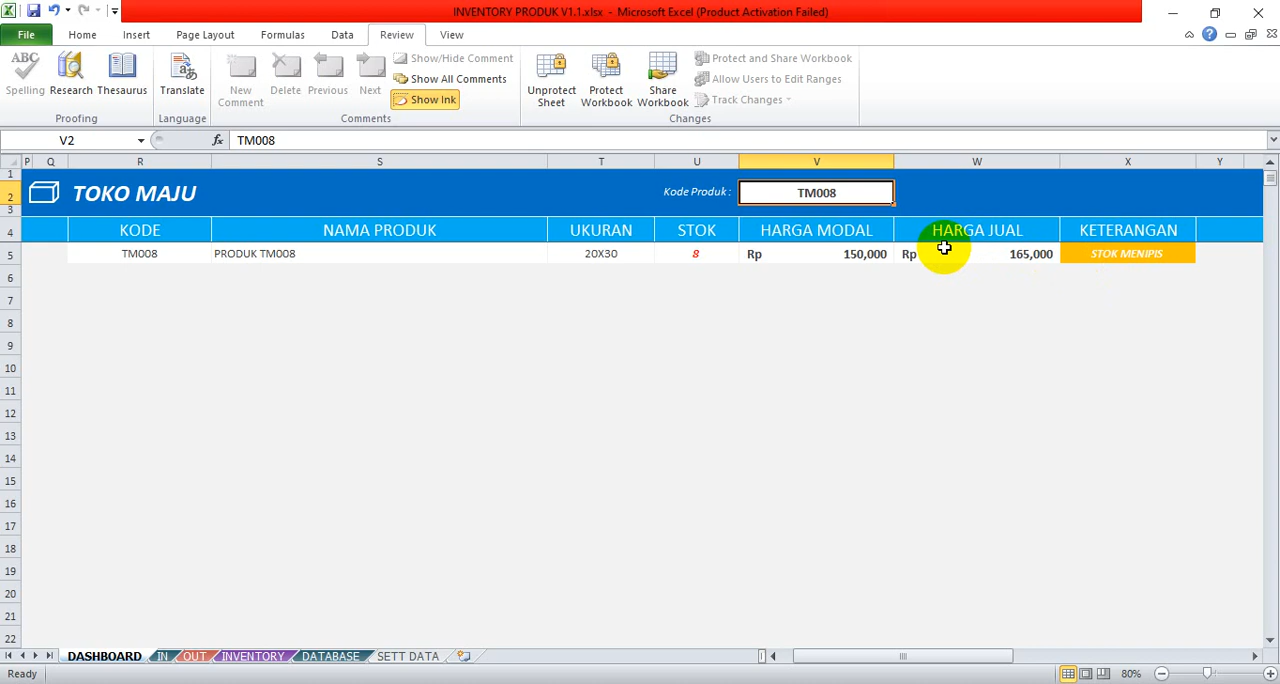 INVENTORY PRODUK V1.1.xlsx - Microsoft Excel (Product Activation Failed)
File Home Insert Page Layout Formulas Data Review View
ABC
Spelling Research Thesaurus
Proofing
Translate
Language
New Comment
Delete
Previous
Next
Show/Hide Comment
Show All Comments
Show Ink
Comments
Unprotect Sheet
Protect Workbook
Share Workbook
Protect and Share Workbook
Allow Users to Edit Ranges
Track Changes
Changes
V2 fx TM008
P Q R S T U V W X Y
1
2 TOKO MAJU Kode Produk : TM008
3
4 KODE NAMA PRODUK UKURAN STOK HARGA MODAL HARGA JUAL KETERANGAN
5 TM008 PRODUK TM008 20X30 8 Rp 150,000 Rp 165,000 STOK MENIPIS
6
7
8
9
10
11
12
13
14
15
16
17
18
19
20
21
22
DASHBOARD IN OUT INVENTORY DATABASE SETT DATA
Ready 80%